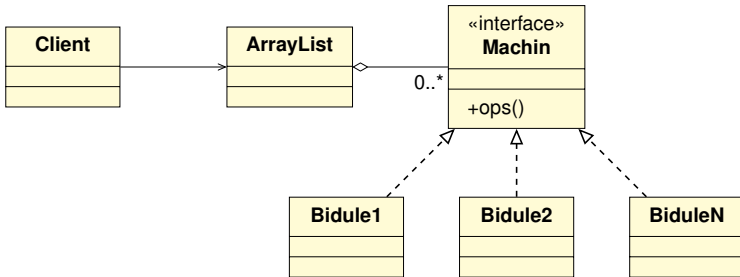 Client
ArrayList
«interface»
Machin
0..*
+ops()
Bidule1
Bidule2
BiduleN